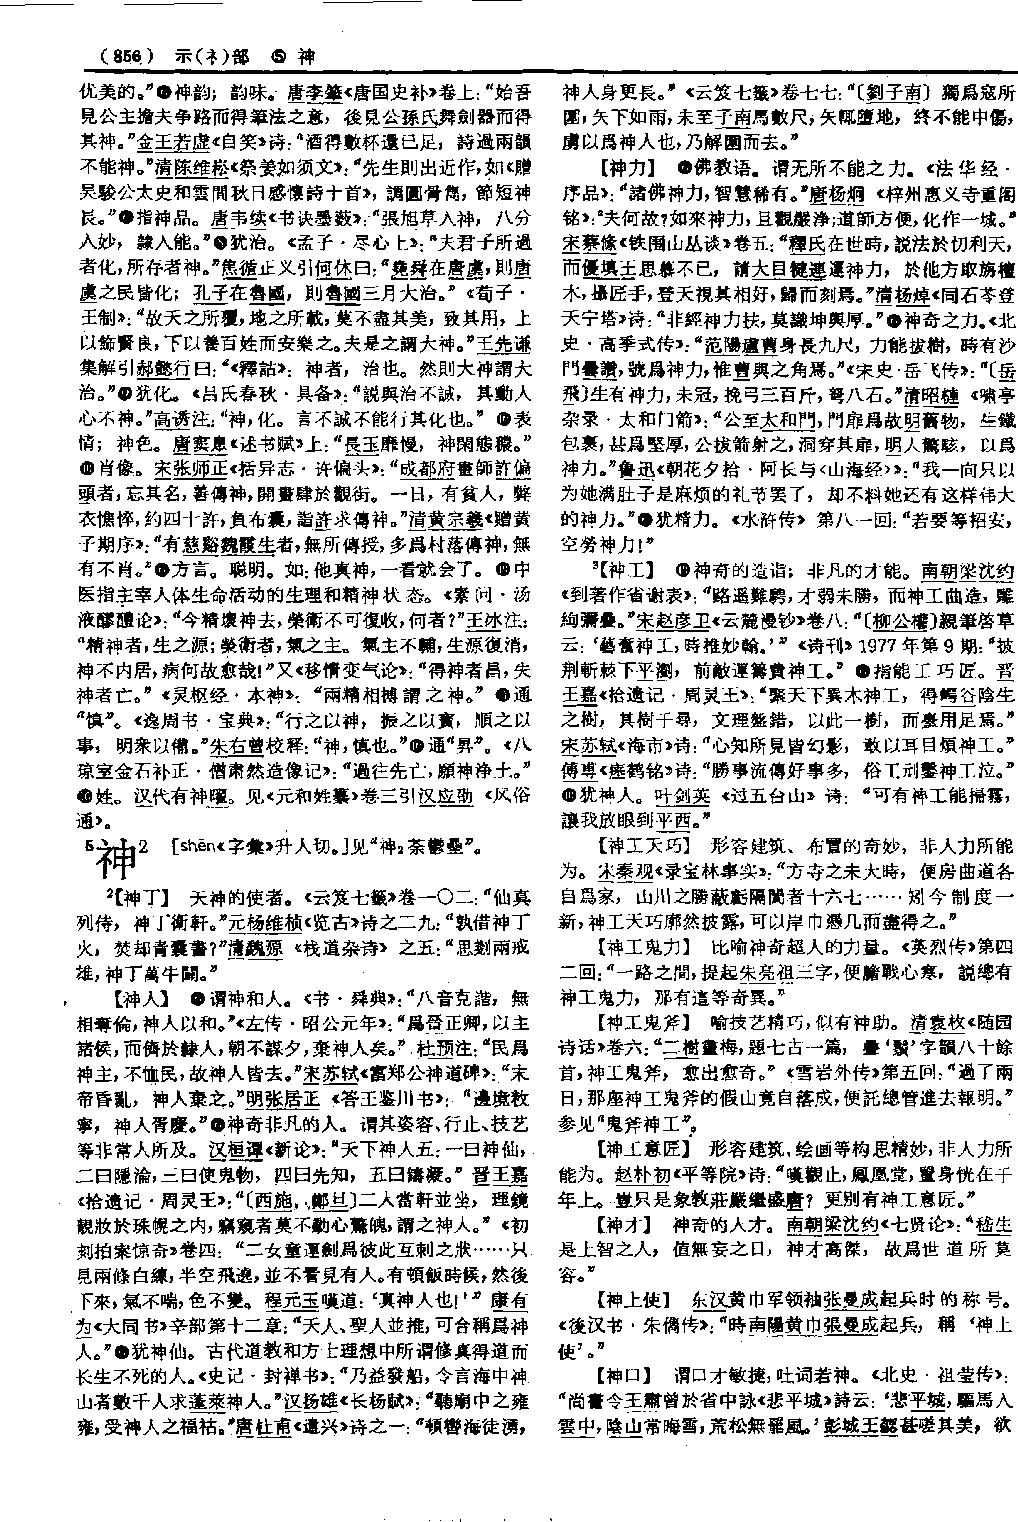 (856) 示(礻)部 ⑤ 神
优美的。”⑫神韵；韵味。唐李肇《唐国史补》卷上：“始吾
見公主擔夫争路而得筆法之意，後見公孫氏舞劍器而得
其神。”金王若虚《自笑》诗：“酒得數杯還已足，詩過兩韻
不能神。”清陈维崧《祭姜如须文》：“先生則出近作，如《贈
吴駿公太史和雲間秋日感懷詩十首》，調圓骨雋，節短神
長。”指神品。唐韦续《书诀墨薮》：“張旭草入神，八分
入妙，隸入能。”犹治。《孟子·尽心上》：“夫君子所過
者化，所存者神。”焦循正义引何休曰：“堯舜在唐虞，則唐
虞之民皆化；孔子在魯國，則魯國三月大治。”《荀子·
王制》：“故天之所覆，地之所載，莫不盡其美，致其用，上
以飾賢良，下以養百姓而安樂之。夫是之謂大神。”王先谦
集解引郝懿行曰：“《釋詁》：神者，治也。然則大神謂大
治。”犹化。《吕氏春秋·具备》：“説與治不誠，其動人
心不神。”高诱注：“神，化。言不誠不能行其化也。”表
情；神色。唐窦臮《述书赋》上：“長玉靡慢，神閑態穠。”
肖像。宋张师正《括异志·许偏头》：“成都府畫師許偏
頭者，忘其名，善傳神，開畫肆於觀街。一日，有貧人，弊
衣憔悴，约四十許，負布囊，詣許求傳神。”清黄宗羲《赠黄
子期序》：“有慈谿魏霞生者，無所傳授，多爲村落傳神，無
有不肖。”方言。聪明。如：他真神，一看就会了。中
医指主宰人体生命活动的生理和精神状态。《素问·汤
液醪醴论》：“今精壞神去，榮衛不可復收，何者？”王冰注：
“精神者，生之源；榮衛者，氣之主。氣主不輔，生源復消，
神不内居，病何故愈哉！”又《移情变气论》：“得神者昌，失
神者亡。”《灵枢经·本神》：“兩精相搏謂之神。”通
“慎”。《逸周书·宝典》：“行之以神，振之以寶，順之以
事，明衆以備。”朱右曾校释：“神，慎也。”通“昇”。《八
琼室金石补正·僧肃然造像记》：“過往先亡，願神浄土。”
姓。汉代有神曜。见《元和姓纂》卷三引汉应劭《风俗
通》。
神2 [shēn《字彙》升人切。]见“神2荼鬱壘”。
2【神丁】 天神的使者。《云笈七籤》卷一〇二：“仙真
列侍，神丁衛軒。”元杨维桢《览古》诗之二九：“孰借神丁
火，焚却青囊書？”清魏源《栈道杂诗》之五：“思剗兩戒
雄，神丁萬牛鬭。”
【神人】 ❶谓神和人。《书·舜典》：“八音克諧，無
相奪倫，神人以和。”《左传·昭公元年》：“爲晉正卿，以主
諸侯，而儕於隸人，朝不謀夕，棄神人矣。”杜预注：“民爲
神主，不恤民，故神人皆去。”宋苏轼《富郑公神道碑》：“末
帝昏亂，神人棄之。”明张居正《答王鉴川书》：“邊境敉
寧，神人胥慶。”❷神奇非凡的人。谓其姿容、行止、技艺
等非常人所及。汉桓谭《新论》：“天下神人五：一曰神仙，
二曰隱淪，三曰使鬼物，四曰先知，五曰鑄凝。”晋王嘉
《拾遗记·周灵王》：“〔西施、鄭旦〕二人當軒並坐，理鏡
靚妝於珠幌之内，竊窺者莫不動心驚魄，謂之神人。”《初
刻拍案惊奇》卷四：“二女童運劍爲彼此互刺之狀……只
見兩條白練，半空飛遶，並不看見有人。有頓飯時候，然後
下來，氣不喘，色不變。程元玉嘆道：‘真神人也！’”康有
为《大同书》辛部第十二章：“天人、聖人並推，可合稱爲神
人。”❸犹神仙。古代道教和方士理想中所谓修真得道而
长生不死的人。《史记·封禅书》：“乃益發船，令言海中神
山者數千人求蓬萊神人。”汉扬雄《长杨赋》：“聽廟中之雍
雍，受神人之福祜。”唐杜甫《遣兴》诗之一：“頓轡海徒湧，
神人身更長。”《云笈七籤》卷七七：“〔劉子南〕獨爲寇所
圍，矢下如雨，未至子南馬數尺，矢輒墮地，終不能中傷，
虜以爲神人也，乃解圍而去。”
【神力】 ❶佛教语。谓无所不能之力。《法华经·
序品》：“諸佛神力，智慧稀有。”唐杨炯《梓州惠义寺重阁
铭》：“夫何故？如來神力，且觀嚴浄；道師方便，化作一城。”
宋蔡絛《铁围山丛谈》卷五：“釋氏在世時，説法於忉利天，
而優填王思慕不已，請大目犍連運神力，於他方取旃檀
木，攝匠手，登天視其相好，歸而刻焉。”清杨焯《同石苓登
天宁塔》诗：“非經神力扶，莫識坤輿厚。”❷神奇之力。《北
史·高季式传》：“范陽盧曹身長九尺，力能拔樹，時有沙
門曇讚，號爲神力，惟曹與之角焉。”《宋史·岳飞传》：“〔岳
飛〕生有神力，未冠，挽弓三百斤，弩八石。”清昭槤《啸亭
杂录·太和门箭》：“公至太和門，門扉爲故明舊物，生鐵
包裹，甚爲堅厚，公拔箭射之，洞穿其扉，明人驚駭，以爲
神力。”鲁迅《朝花夕拾·阿长与〈山海经〉》：“我一向只以
为她满肚子是麻烦的礼节罢了，却不料她还有这样伟大
的神力。”❸犹精力。《水浒传》第八一回：“若要等招安，
空勞神力！”
3【神工】 ❶神奇的造诣；非凡的才能。南朝梁沈约
《到著作省谢表》：“路遥難騁，才弱未勝，而神工曲造，雕
絢彌疊。”宋赵彦卫《云麓漫钞》卷八：“〔柳公權〕親筆啓草
云：‘藝奮神工，時推妙翰。’”《诗刊》1977年第9期：“披
荆斬棘下平瀏，前敵運籌費神工。”❷指能工巧匠。晋
王嘉《拾遗记·周灵王》：“聚天下異木神工，得崿谷陰生
之樹，其樹千尋，文理盤錯，以此一樹，而臺用足焉。”
宋苏轼《海市》诗：“心知所見皆幻影，敢以耳目煩神工。”
傅尃《瘗鹤铭》诗：“勝事流傳好事多，俗工刓鑿神工泣。”
❸犹神人。叶剑英《过五台山》诗：“可有神工能掃霧，
讓我放眼到平西。”
【神工天巧】 形容建筑、布置的奇妙，非人力所能
为。宋秦观《录宝林事实》：“方寺之未火時，便房曲道各
自爲家，山川之勝蔽虧隔閡者十六七……矧今制度一
新，神工天巧廓然披露，可以岸巾憑几而盡得之。”
【神工鬼力】 比喻神奇超人的力量。《英烈传》第四
二回：“一路之間，提起朱亮祖三字，便膽戰心寒，説總有
神工鬼力，那有這等奇異。”
【神工鬼斧】 喻技艺精巧，似有神助。清袁枚《随园
诗话》卷六：“二樹畫梅，題七古一篇，疊‘鬚’字韻八十餘
首，神工鬼斧，愈出愈奇。”《雪岩外传》第五回：“過了兩
日，那座神工鬼斧的假山竟自落成，便託總管進去報明。”
参见“鬼斧神工”。
【神工意匠】 形容建筑、绘画等构思精妙，非人力所
能为。赵朴初《平等院》诗：“嘆觀止，鳳凰堂，置身恍在千
年上。豈只是象教莊嚴繼盛唐？更别有神工意匠。”
【神才】 神奇的人才。南朝梁沈约《七贤论》：“嵇生
是上智之人，值無妄之日，神才高傑，故爲世道所莫
容。”
【神上使】 东汉黄巾军领袖张曼成起兵时的称号。
《後汉书·朱儁传》：“時南陽黄巾張曼成起兵，稱‘神上
使’。”
【神口】 谓口才敏捷，吐词若神。《北史·祖莹传》：
“尚書令王肅曾於省中詠《悲平城》詩云：‘悲平城，驅馬入
雲中，陰山常晦雪，荒松無罷風。’彭城王勰甚嗟其美，欲